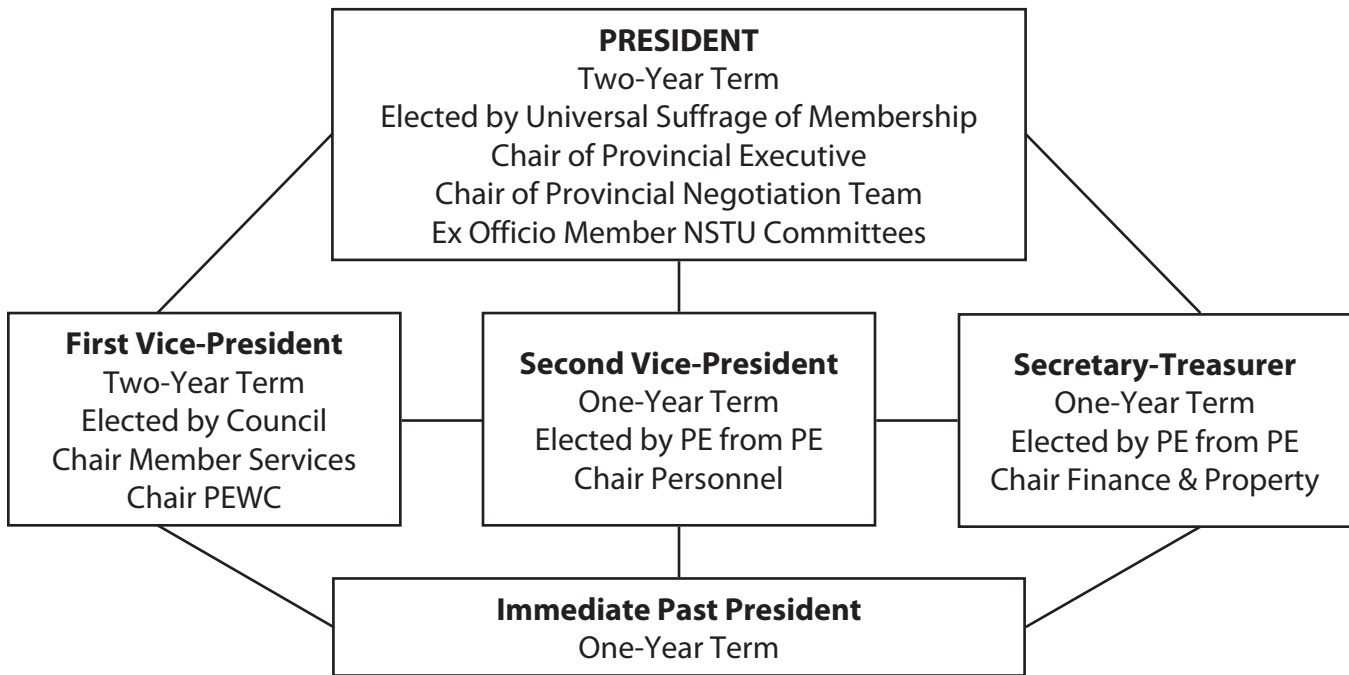 PRESIDENT
Two-Year Term
Elected by Universal Suffrage of Membership
Chair of Provincial Executive
Chair of Provincial Negotiation Team
Ex Officio Member NSTU Committees
First Vice-President
Two-Year Term
Elected by Council
Chair Member Services
Chair PEWC
Second Vice-President
One-Year Term
Elected by PE from PE
Chair Personnel
Secretary-Treasurer
One-Year Term
Elected by PE from PE
Chair Finance & Property
Immediate Past President
One-Year Term